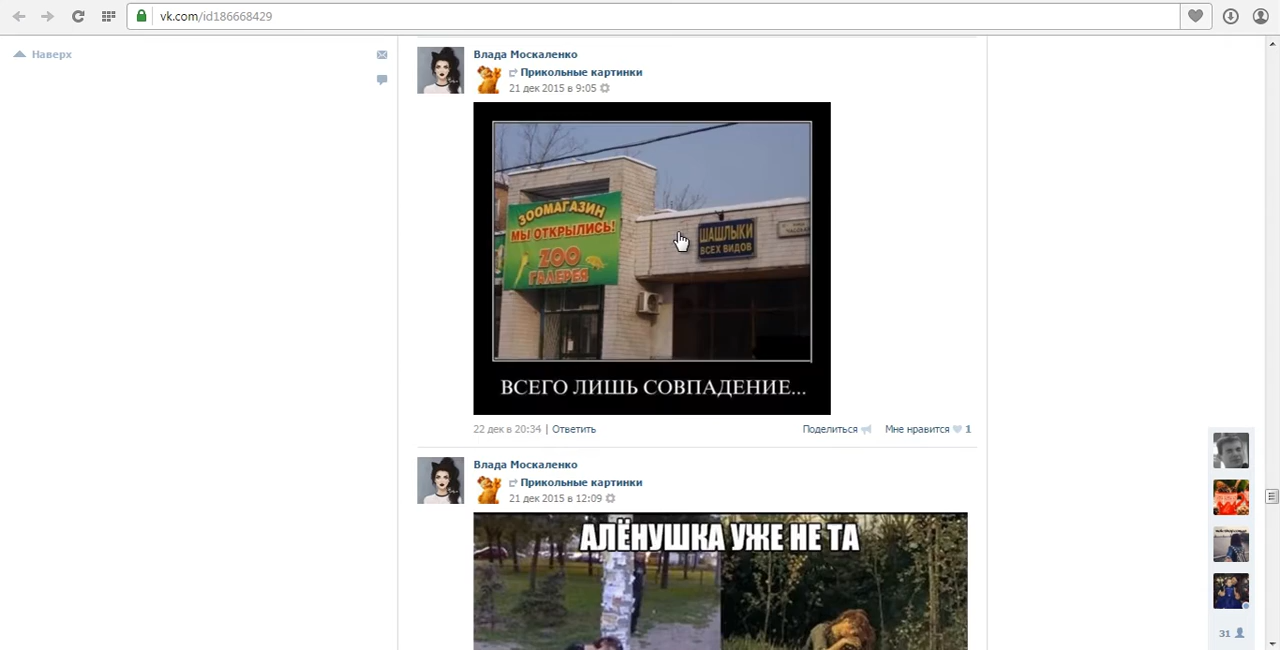 vk.com/id186668429
Наверх
Влада Москаленко
Прикольные картинки
21 дек 2015 в 9:05
ЗООМАГАЗИН
МЫ ОТКРЫЛИСЬ!
ZOO
ГАЛЕРЕЯ
ШАШЛЫКИ
ВСЕХ ВИДОВ
ВСЕГО ЛИШЬ СОВПАДЕНИЕ...
22 дек в 20:34 | Ответить
Поделиться Мне нравится 1
Влада Москаленко
Прикольные картинки
21 дек 2015 в 12:09
АЛЁНУШКА УЖЕ НЕ ТА
31